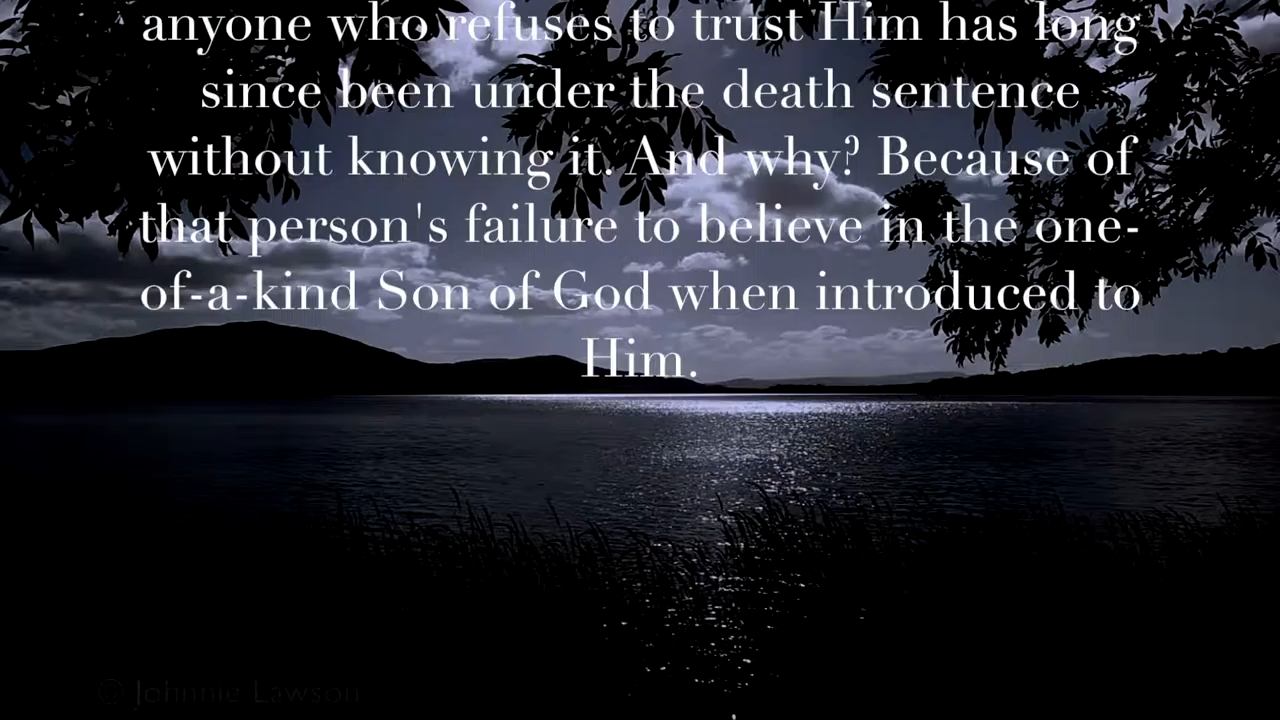 anyone who refuses to trust Him has long
since been under the death sentence
without knowing it. And why? Because of
that person's failure to believe in the one-
of-a-kind Son of God when introduced to
Him.
© Johnnie Lawson